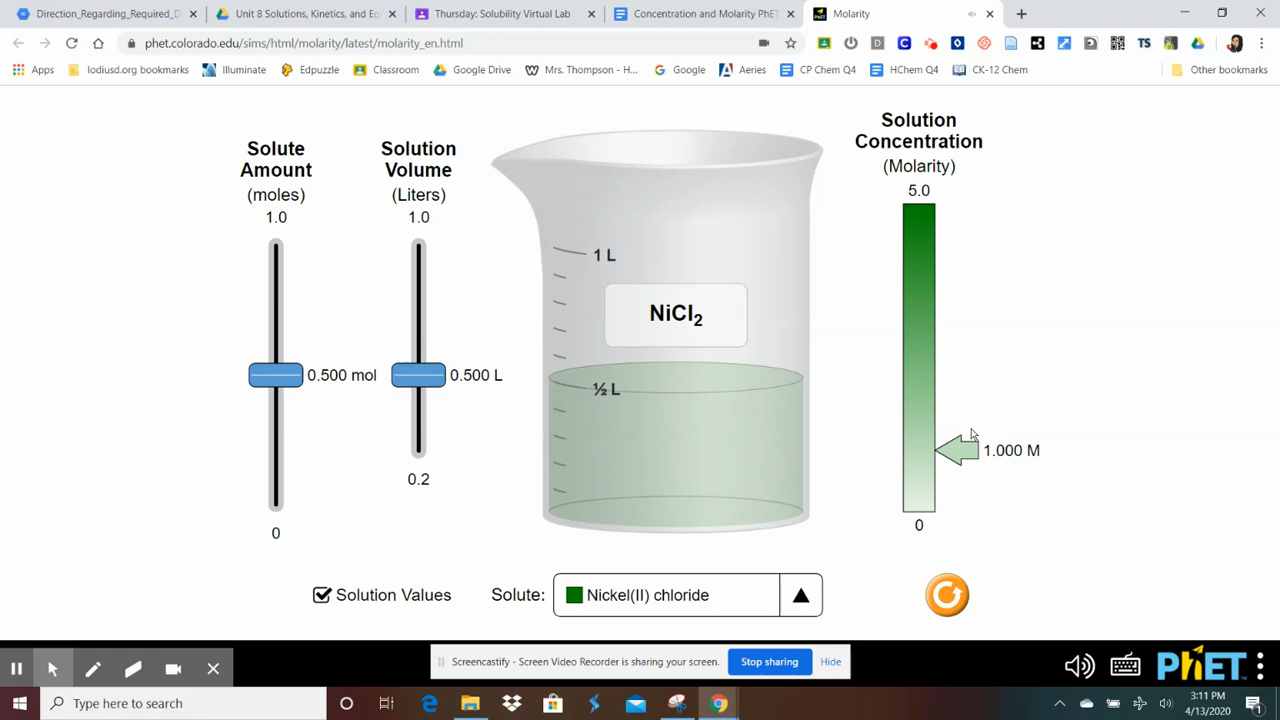 Direction_Regarding_Required_D
Unit 8 Solutions, Kinetics, and Eq
Thursday: Solubility Virtual Lab
Concentration and Molarity PhET
Molarity
phet.colorado.edu/sims/html/molarity/latest/molarity_en.html
Apps
adiusd.org bookmarks
Illuminate
Edpuzzle
Classroom
Google Drive
Mrs. Thompson - H...
Google
Aeries
CP Chem Q4
HChem Q4
CK-12 Chem
Other bookmarks
Solute
Amount
(moles)
1.0
0.500 mol
0
Solution
Volume
(Liters)
1.0
0.500 L
0.2
1 L
NiCl₂
½ L
Solution
Concentration
(Molarity)
5.0
1.000 M
0
Solution Values
Solute:
Nickel(II) chloride
Screencastify - Screen Video Recorder is sharing your screen.
Stop sharing
Hide
PhET
Type here to search
3:11 PM
4/13/2020